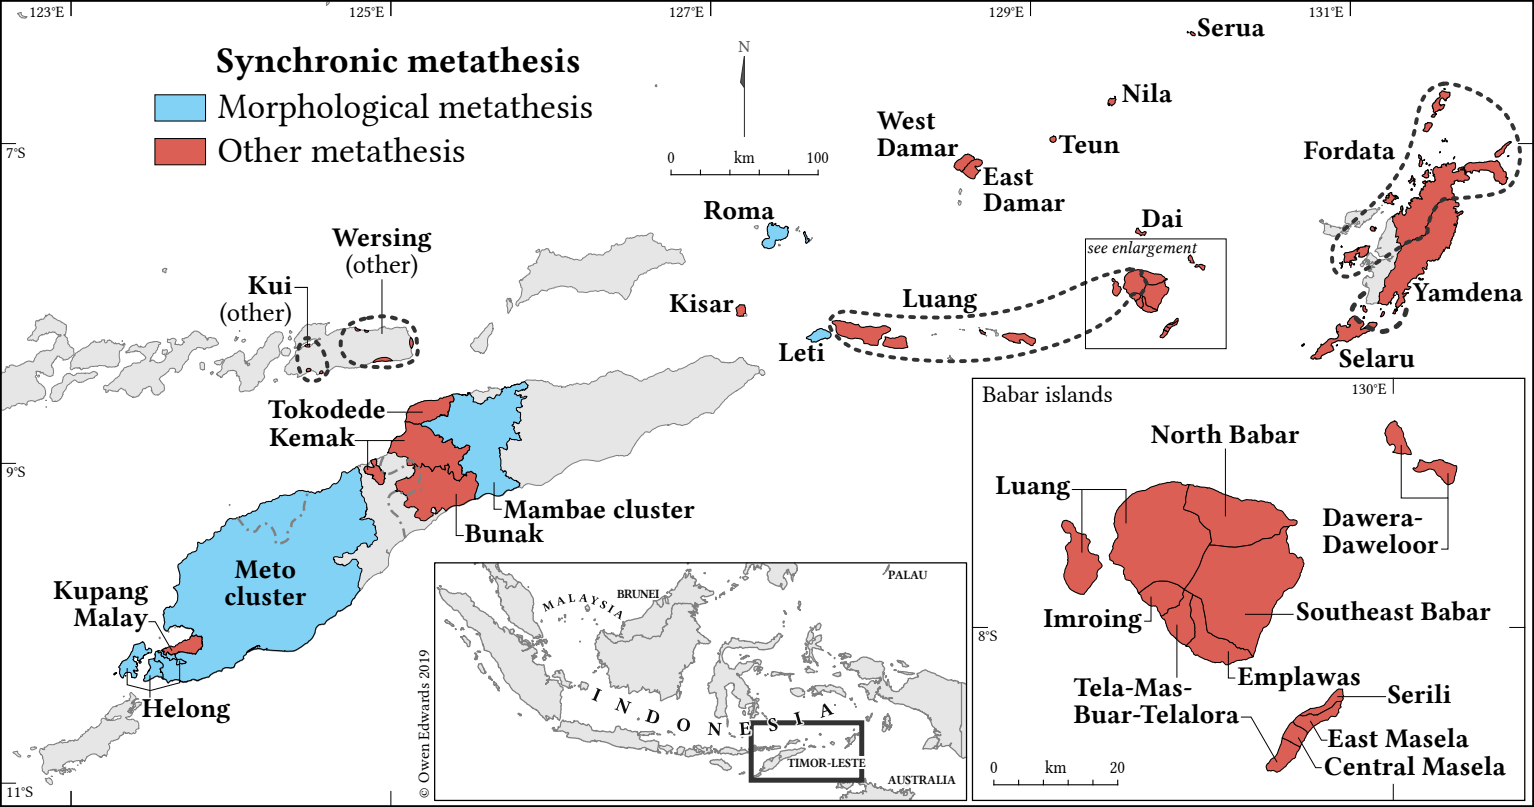 123°E
125°E
127°E
129°E
131°E
Synchronic metathesis
Morphological metathesis
Other metathesis
N
0 km 100
7°S
9°S
11°S
Serua
Nila
Teun
West
Damar
East
Damar
Fordata
Dai
see enlargement
Roma
Wersing
(other)
Kui
(other)
Kisar
Luang
Leti
Yamdena
Selaru
Tokodede
Kemak
Mambae cluster
Bunak
Meto
cluster
Kupang
Malay
Helong
© Owen Edwards 2019
PALAU
BRUNEI
MALAYSIA
INDONESIA
TIMOR-LESTE
AUSTRALIA
Babar islands
130°E
8°S
North Babar
Luang
Dawera-
Daweloor
Imroing
Southeast Babar
Emplawas
Tela-Mas-
Buar-Telalora
Serili
East Masela
Central Masela
0 km 20